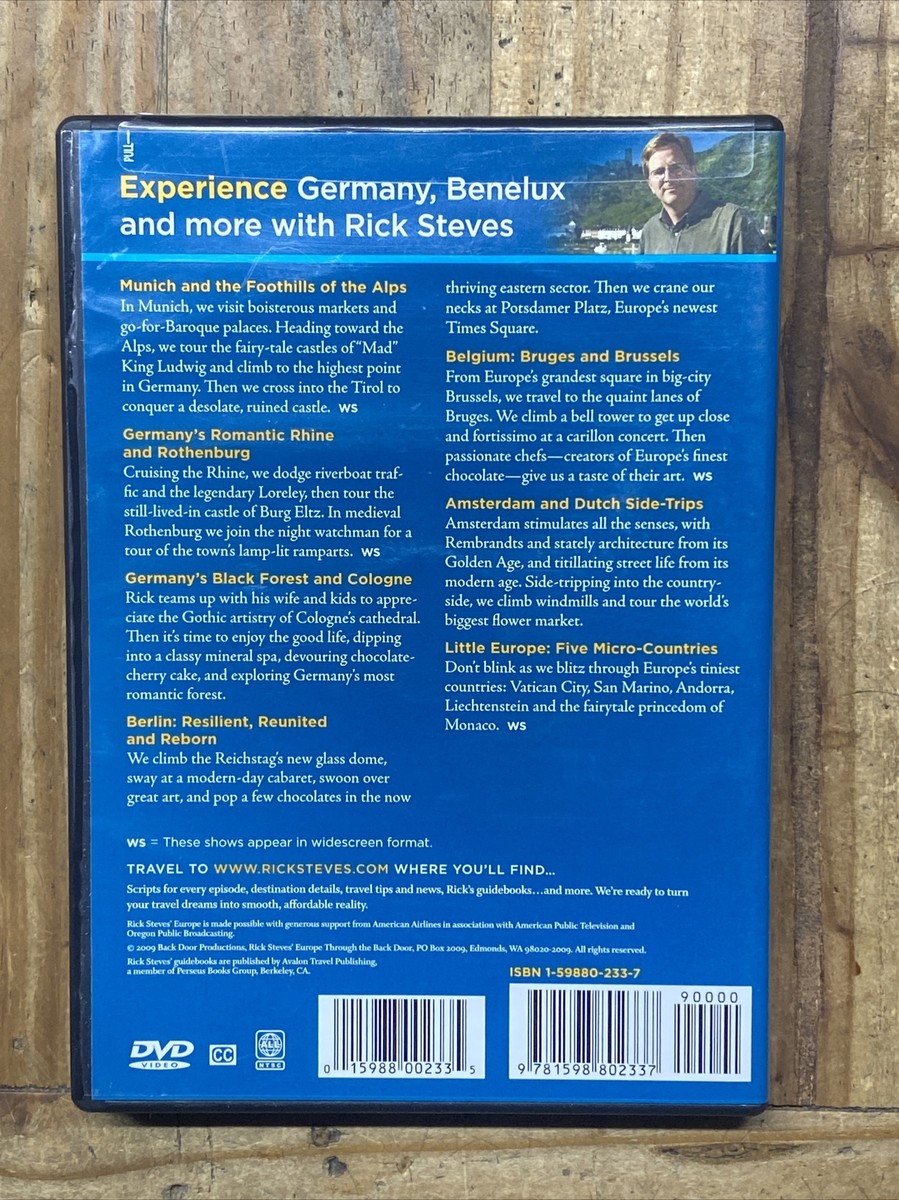 PULL
Experience Germany, Benelux
and more with Rick Steves
Munich and the Foothills of the Alps
In Munich, we visit boisterous markets and
go-for-Baroque palaces. Heading toward the
Alps, we tour the fairy-tale castles of “Mad”
King Ludwig and climb to the highest point
in Germany. Then we cross into the Tirol to
conquer a desolate, ruined castle. WS
Germany's Romantic Rhine
and Rothenburg
Cruising the Rhine, we dodge riverboat traf-
fic and the legendary Loreley, then tour the
still-lived-in castle of Burg Eltz. In medieval
Rothenburg we join the night watchman for a
tour of the town's lamp-lit ramparts. WS
Germany's Black Forest and Cologne
Rick teams up with his wife and kids to appre-
ciate the Gothic artistry of Cologne's cathedral.
Then it's time to enjoy the good life, dipping
into a classy mineral spa, devouring chocolate-
cherry cake, and exploring Germany's most
romantic forest.
Berlin: Resilient, Reunited
and Reborn
We climb the Reichstag's new glass dome,
sway at a modern-day cabaret, swoon over
great art, and pop a few chocolates in the now
thriving eastern sector. Then we crane our
necks at Potsdamer Platz, Europe's newest
Times Square.
Belgium: Bruges and Brussels
From Europe's grandest square in big-city
Brussels, we travel to the quaint lanes of
Bruges. We climb a bell tower to get up close
and fortissimo at a carillon concert. Then
passionate chefs—creators of Europe's finest
chocolate—give us a taste of their art. WS
Amsterdam and Dutch Side-Trips
Amsterdam stimulates all the senses, with
Rembrandts and stately architecture from its
Golden Age, and titillating street life from its
modern age. Side-tripping into the country-
side, we climb windmills and tour the world's
biggest flower market.
Little Europe: Five Micro-Countries
Don't blink as we blitz through Europe's tiniest
countries: Vatican City, San Marino, Andorra,
Liechtenstein and the fairytale princedom of
Monaco. WS
WS = These shows appear in widescreen format.
TRAVEL TO WWW.RICKSTEVES.COM WHERE YOU'LL FIND...
Scripts for every episode, destination details, travel tips and news, Rick's guidebooks...and more. We're ready to turn
your travel dreams into smooth, affordable reality.
Rick Steves' Europe is made possible with generous support from American Airlines in association with American Public Television and
Oregon Public Broadcasting.
© 2009 Back Door Productions, Rick Steves' Europe Through the Back Door, PO Box 2009, Edmonds, WA 98020-2009. All rights reserved.
Rick Steves' guidebooks are published by Avalon Travel Publishing,
a member of Perseus Books Group, Berkeley, CA.
ISBN 1-59880-233-7
90000
DVD
VIDEO
CC
ALL
NTSC
0 15988 00233 5
9 781598 802337